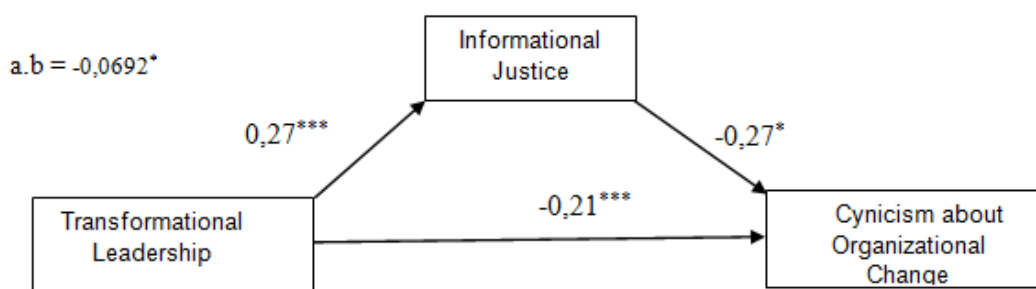 Informational
Justice
a.b = -0,0692*
0,27***
-0,27*
Transformational
Leadership
-0,21***
Cynicism about
Organizational
Change